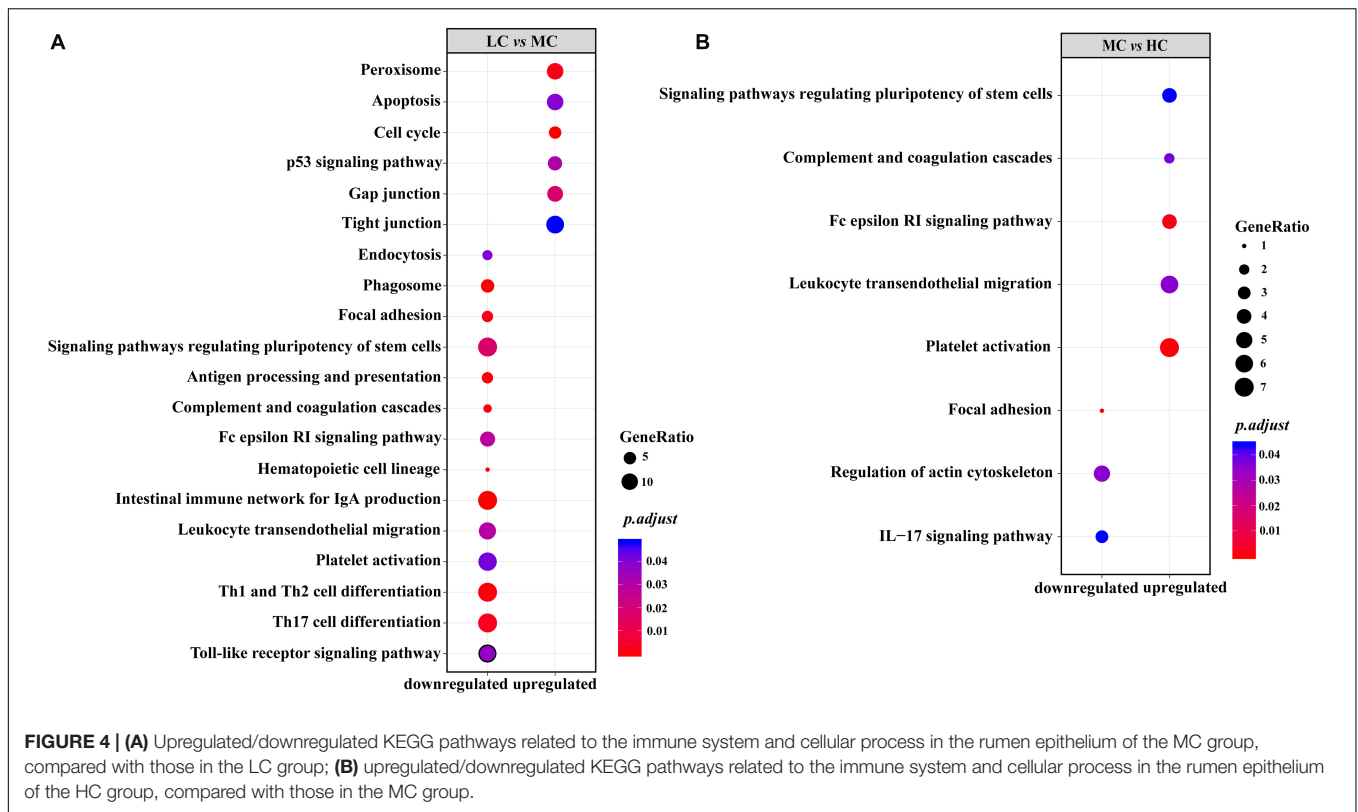 A
LC vs MC
Peroxisome
Apoptosis
Cell cycle
p53 signaling pathway
Gap junction
Tight junction
Endocytosis
Phagosome
Focal adhesion
Signaling pathways regulating pluripotency of stem cells
Antigen processing and presentation
Complement and coagulation cascades
Fc epsilon RI signaling pathway
Hematopoietic cell lineage
Intestinal immune network for IgA production
Leukocyte transendothelial migration
Platelet activation
Th1 and Th2 cell differentiation
Th17 cell differentiation
Toll-like receptor signaling pathway
downregulated upregulated
GeneRatio
5
10
p.adjust
0.04
0.03
0.02
0.01
B
MC vs HC
Signaling pathways regulating pluripotency of stem cells
Complement and coagulation cascades
Fc epsilon RI signaling pathway
Leukocyte transendothelial migration
Platelet activation
Focal adhesion
Regulation of actin cytoskeleton
IL−17 signaling pathway
downregulated upregulated
GeneRatio
1
2
3
4
5
6
7
p.adjust
0.04
0.03
0.02
0.01
FIGURE 4 | (A) Upregulated/downregulated KEGG pathways related to the immune system and cellular process in the rumen epithelium of the MC group,
compared with those in the LC group; (B) upregulated/downregulated KEGG pathways related to the immune system and cellular process in the rumen epithelium
of the HC group, compared with those in the MC group.